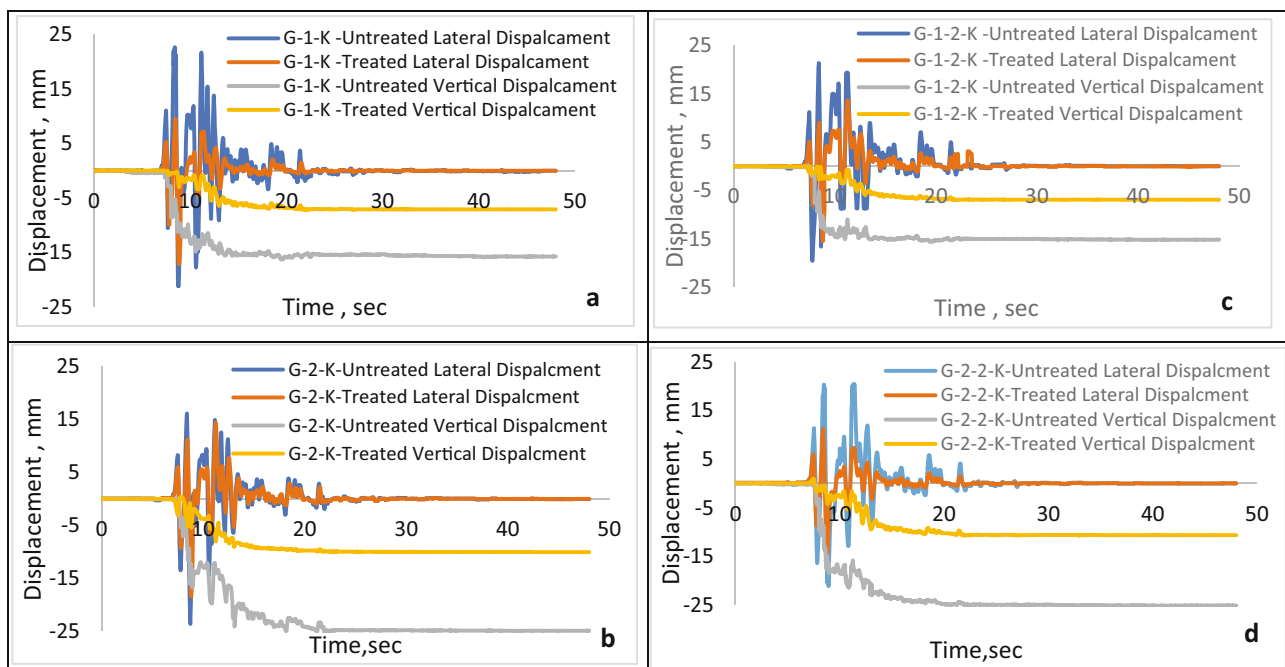 25
15
5
-5
-15
-25
Displacement , mm
G-1-K -Untreated Lateral Dispalcament
G-1-K -Treated Lateral Dispalcament
G-1-K -Untreated Vertical Dispalcament
G-1-K -Treated Vertical Dispalcament
0 10 20 30 40 50
Time , sec
a
25
15
5
-5
-15
-25
Displacement , mm
G-1-2-K -Untreated Lateral Dispalcament
G-1-2-K -Treated Lateral Dispalcament
G-1-2-K -Untreated Vertical Dispalcament
G-1-2-K -Treated Vertical Dispalcament
0 10 20 30 40 50
Time , sec
c
25
15
5
-5
-15
-25
Displacement , mm
G-2-K-Untreated Lateral Dispalcment
G-2-K-Treated Lateral Dispalcment
G-2-K-Untreated Vertical Dispalcment
G-2-K-Treated Vertical Dispalcment
0 10 20 30 40 50
Time,sec
b
25
15
5
-5
-15
-25
Displacement , mm
G-2-2-K-Untreated Lateral Dispalcment
G-2-2-K-Treated Lateral Dispalcment
G-2-2-K-Untreated Vertical Dispalcment
G-2-2-K-Treated Vertical Dispalcment
0 10 20 30 40 50
Time,sec
d